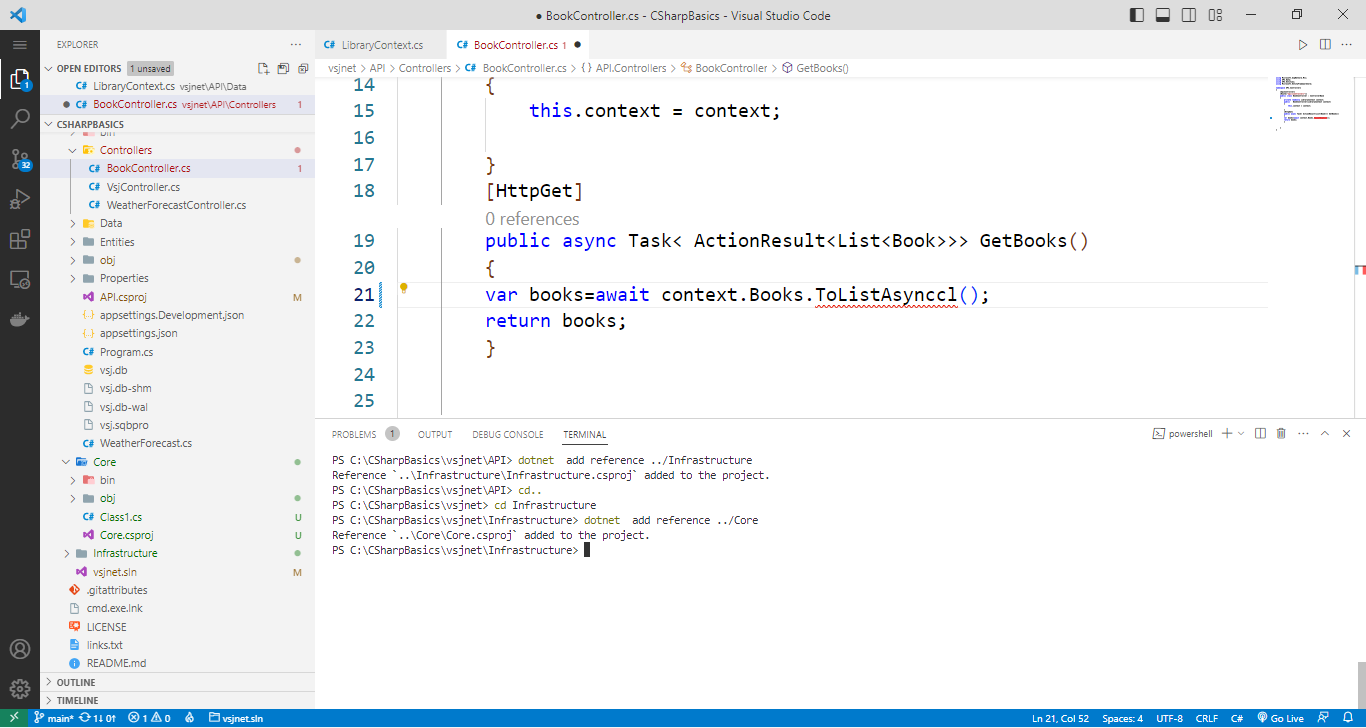 ● BookController.cs - CSharpBasics - Visual Studio Code
EXPLORER
OPEN EDITORS 1 unsaved
C# LibraryContext.cs vsjnet\API\Data
● C# BookController.cs vsjnet\API\Controllers 1
CSHARPBASICS
bin
Controllers
C# BookController.cs 1
C# VsjController.cs
C# WeatherForecastController.cs
Data
Entities
obj
Properties
API.csproj M
{..} appsettings.Development.json
{..} appsettings.json
C# Program.cs
vsj.db
vsj.db-shm
vsj.db-wal
vsj.sqbpro
C# WeatherForecast.cs
Core
bin
obj
C# Class1.cs U
Core.csproj U
Infrastructure
vsjnet.sln M
.gitattributes
cmd.exe.lnk
LICENSE
links.txt
README.md
OUTLINE
TIMELINE
1
32
C# LibraryContext.cs
C# BookController.cs 1 ●
vsjnet > API > Controllers > C# BookController.cs > {} API.Controllers > BookController > GetBooks()
14 {
15 this.context = context;
16
17 }
18 [HttpGet]
0 references
19 public async Task< ActionResult<List<Book>>> GetBooks()
20 {
21 var books=await context.Books.ToListAsynccl();
22 return books;
23 }
24
25
PROBLEMS 1 OUTPUT DEBUG CONSOLE TERMINAL
powershell
PS C:\CSharpBasics\vsjnet\API> dotnet  add reference ../Infrastructure
Reference `..\Infrastructure\Infrastructure.csproj` added to the project.
PS C:\CSharpBasics\vsjnet\API> cd..
PS C:\CSharpBasics\vsjnet> cd Infrastructure
PS C:\CSharpBasics\vsjnet\Infrastructure> dotnet  add reference ../Core
Reference `..\Core\Core.csproj` added to the project.
PS C:\CSharpBasics\vsjnet\Infrastructure>
main* 1↓ 0↑ 1 0 vsjnet.sln
Ln 21, Col 52 Spaces: 4 UTF-8 CRLF C# Go Live